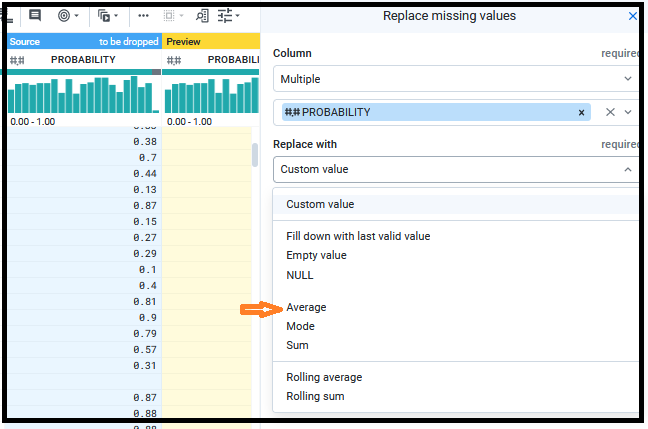 Replace missing values
Source to be dropped Preview
#,# PROBABILITY #,# PROBABILI
0.00 - 1.00 0.00 - 1.00
0.38
0.7
0.44
0.13
0.87
0.15
0.27
0.29
0.1
0.4
0.81
0.9
0.79
0.57
0.31
0.87
0.88
Column required
Multiple
#,# PROBABILITY
Replace with required
Custom value
Custom value
Fill down with last valid value
Empty value
NULL
Average
Mode
Sum
Rolling average
Rolling sum